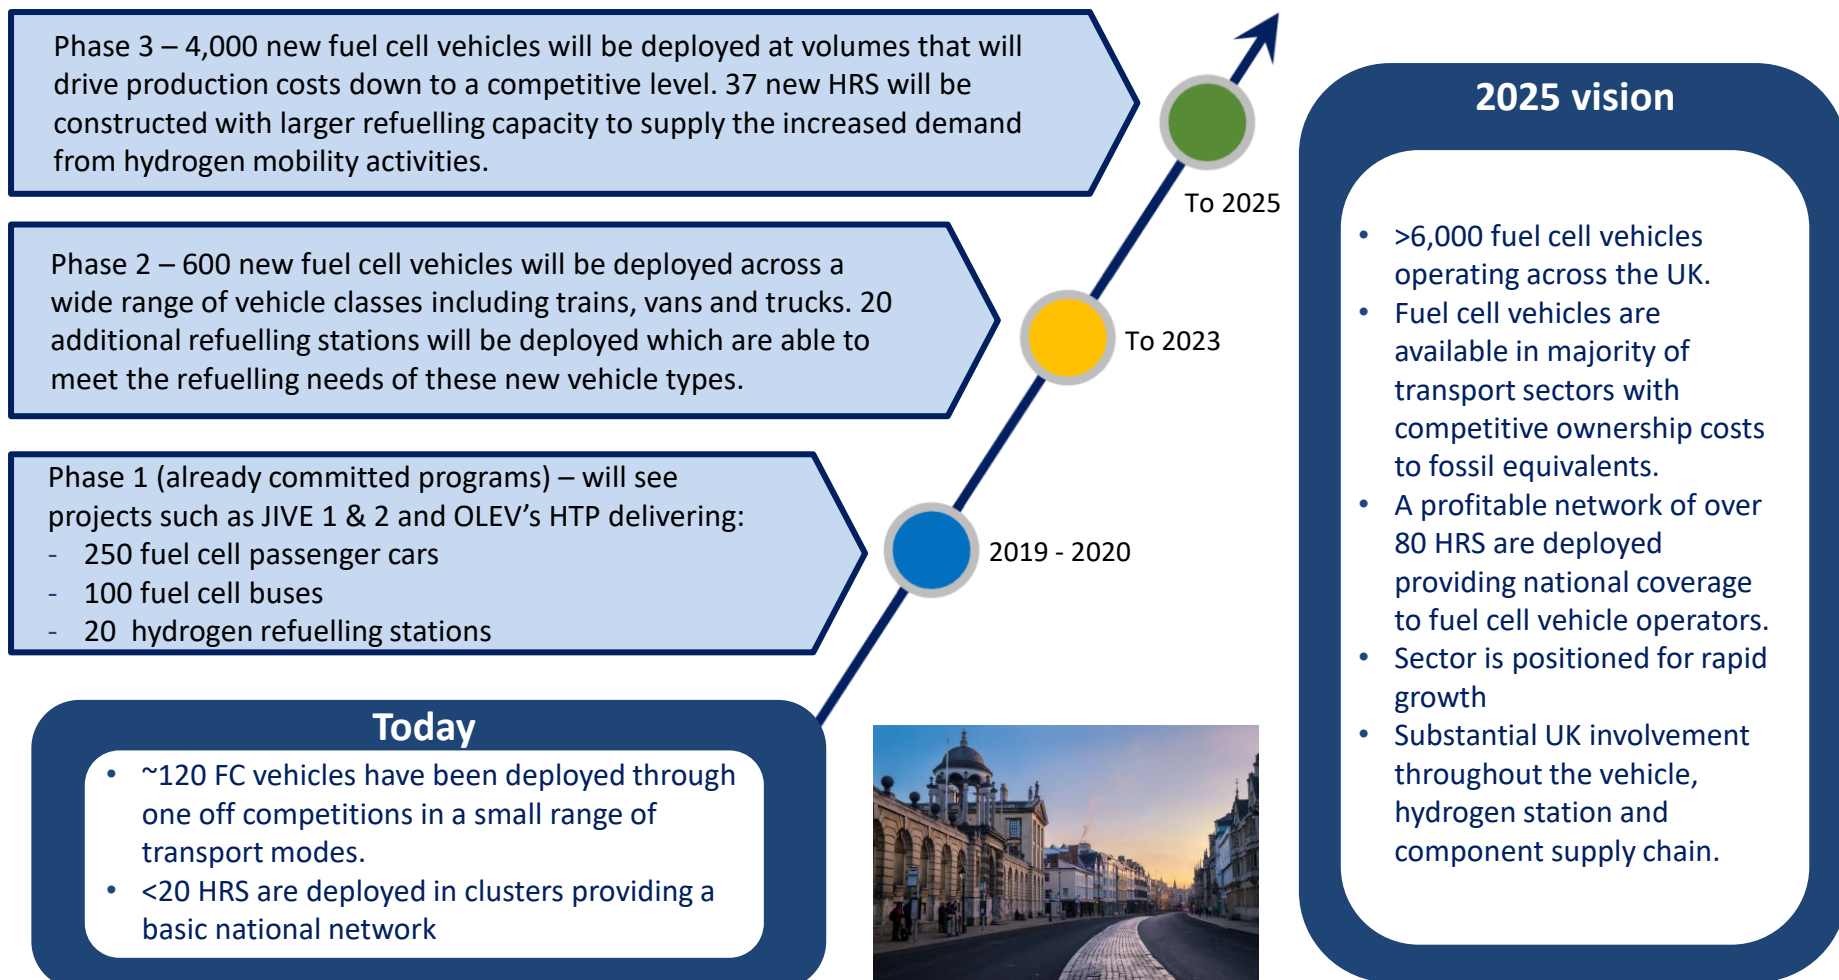 Phase 3 – 4,000 new fuel cell vehicles will be deployed at volumes that will
drive production costs down to a competitive level. 37 new HRS will be
constructed with larger refuelling capacity to supply the increased demand
from hydrogen mobility activities.
To 2025
Phase 2 – 600 new fuel cell vehicles will be deployed across a
wide range of vehicle classes including trains, vans and trucks. 20
additional refuelling stations will be deployed which are able to
meet the refuelling needs of these new vehicle types.
To 2023
Phase 1 (already committed programs) – will see
projects such as JIVE 1 & 2 and OLEV’s HTP delivering:
- 250 fuel cell passenger cars
- 100 fuel cell buses
- 20  hydrogen refuelling stations
2019 - 2020
Today
• ~120 FC vehicles have been deployed through
one off competitions in a small range of
transport modes.
• <20 HRS are deployed in clusters providing a
basic national network
2025 vision
• >6,000 fuel cell vehicles
operating across the UK.
• Fuel cell vehicles are
available in majority of
transport sectors with
competitive ownership costs
to fossil equivalents.
• A profitable network of over
80 HRS are deployed
providing national coverage
to fuel cell vehicle operators.
• Sector is positioned for rapid
growth
• Substantial UK involvement
throughout the vehicle,
hydrogen station and
component supply chain.